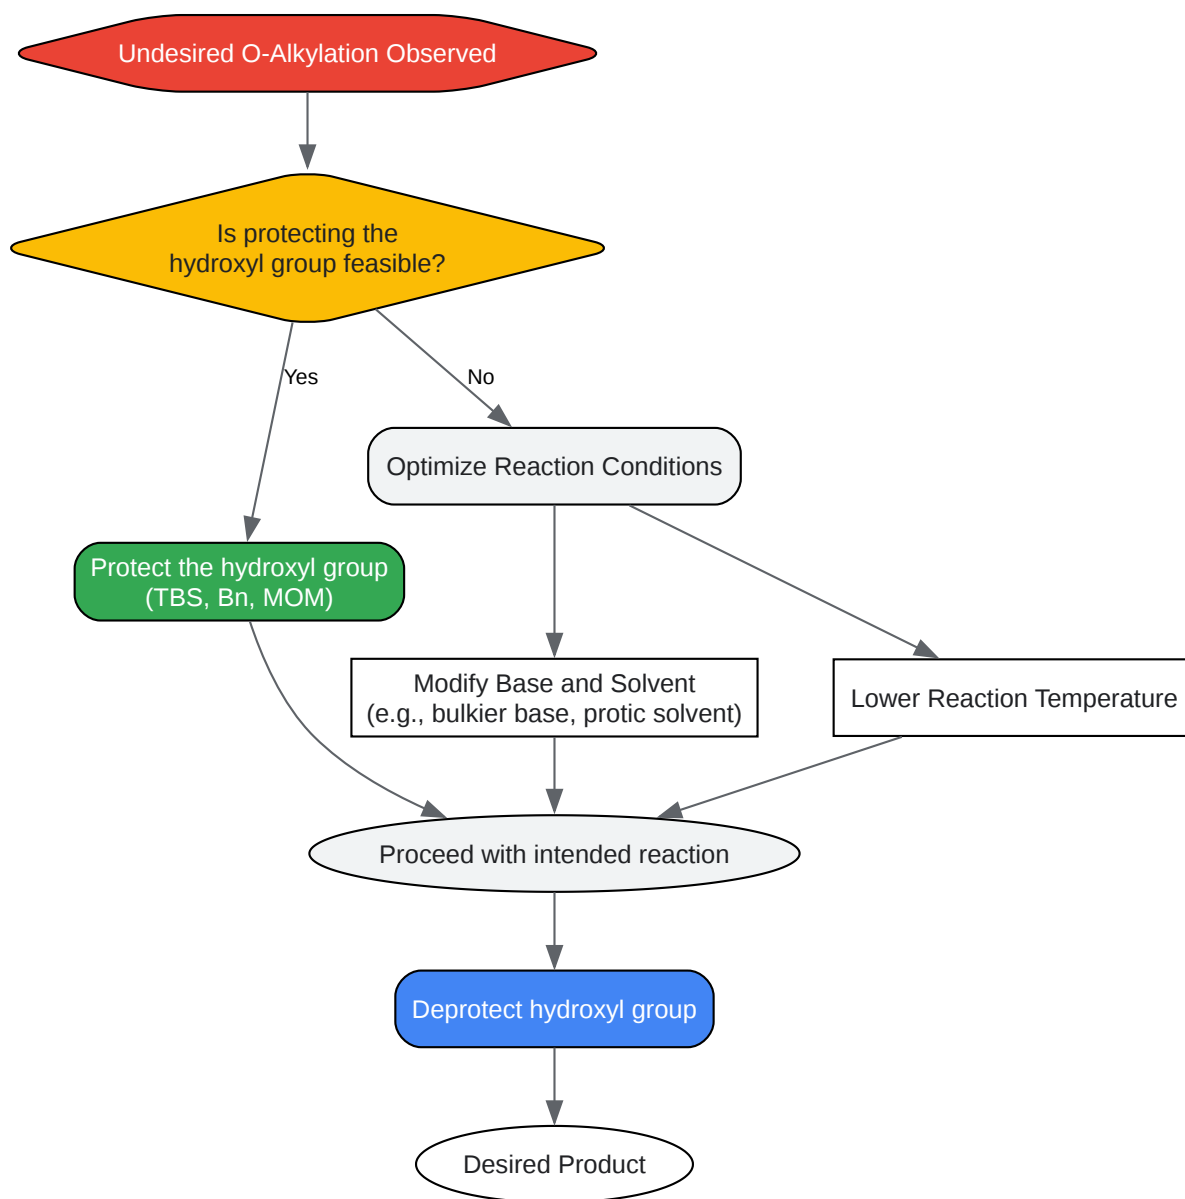 Undesired O-Alkylation Observed
Is protecting the
hydroxyl group feasible?
Yes
No
Optimize Reaction Conditions
Protect the hydroxyl group
(TBS, Bn, MOM)
Modify Base and Solvent
(e.g., bulkier base, protic solvent)
Lower Reaction Temperature
Proceed with intended reaction
Deprotect hydroxyl group
Desired Product